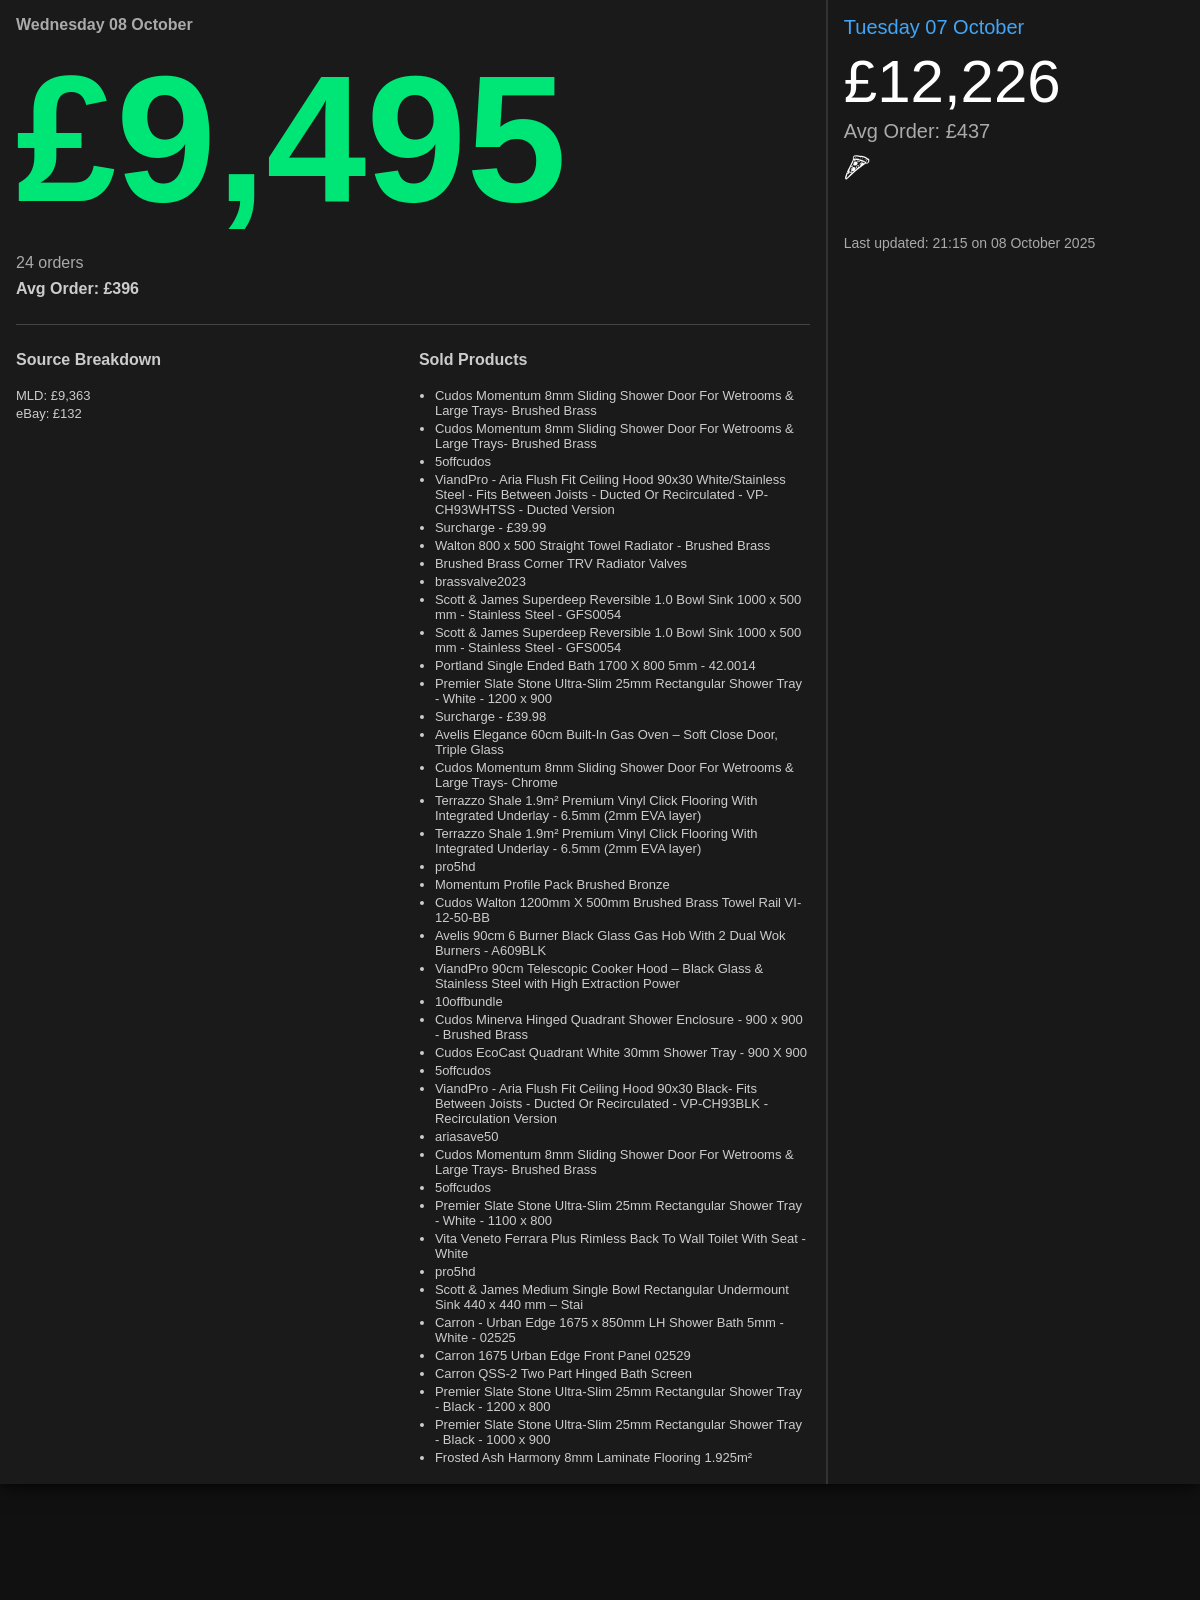 Wednesday 08 October
£9,495
24 orders
Avg Order: £396
Source Breakdown
MLD: £9,363
eBay: £132
Sold Products
Cudos Momentum 8mm Sliding Shower Door For Wetrooms &
Large Trays- Brushed Brass
Cudos Momentum 8mm Sliding Shower Door For Wetrooms &
Large Trays- Brushed Brass
5offcudos
ViandPro - Aria Flush Fit Ceiling Hood 90x30 White/Stainless
Steel - Fits Between Joists - Ducted Or Recirculated - VP-
CH93WHTSS - Ducted Version
Surcharge - £39.99
Walton 800 x 500 Straight Towel Radiator - Brushed Brass
Brushed Brass Corner TRV Radiator Valves
brassvalve2023
Scott & James Superdeep Reversible 1.0 Bowl Sink 1000 x 500
mm - Stainless Steel - GFS0054
Scott & James Superdeep Reversible 1.0 Bowl Sink 1000 x 500
mm - Stainless Steel - GFS0054
Portland Single Ended Bath 1700 X 800 5mm - 42.0014
Premier Slate Stone Ultra-Slim 25mm Rectangular Shower Tray
- White - 1200 x 900
Surcharge - £39.98
Avelis Elegance 60cm Built-In Gas Oven – Soft Close Door,
Triple Glass
Cudos Momentum 8mm Sliding Shower Door For Wetrooms &
Large Trays- Chrome
Terrazzo Shale 1.9m² Premium Vinyl Click Flooring With
Integrated Underlay - 6.5mm (2mm EVA layer)
Terrazzo Shale 1.9m² Premium Vinyl Click Flooring With
Integrated Underlay - 6.5mm (2mm EVA layer)
pro5hd
Momentum Profile Pack Brushed Bronze
Cudos Walton 1200mm X 500mm Brushed Brass Towel Rail VI-
12-50-BB
Avelis 90cm 6 Burner Black Glass Gas Hob With 2 Dual Wok
Burners - A609BLK
ViandPro 90cm Telescopic Cooker Hood – Black Glass &
Stainless Steel with High Extraction Power
10offbundle
Cudos Minerva Hinged Quadrant Shower Enclosure - 900 x 900
- Brushed Brass
Cudos EcoCast Quadrant White 30mm Shower Tray - 900 X 900
5offcudos
ViandPro - Aria Flush Fit Ceiling Hood 90x30 Black- Fits
Between Joists - Ducted Or Recirculated - VP-CH93BLK -
Recirculation Version
ariasave50
Cudos Momentum 8mm Sliding Shower Door For Wetrooms &
Large Trays- Brushed Brass
5offcudos
Premier Slate Stone Ultra-Slim 25mm Rectangular Shower Tray
- White - 1100 x 800
Vita Veneto Ferrara Plus Rimless Back To Wall Toilet With Seat -
White
pro5hd
Scott & James Medium Single Bowl Rectangular Undermount
Sink 440 x 440 mm – Stai
Carron - Urban Edge 1675 x 850mm LH Shower Bath 5mm -
White - 02525
Carron 1675 Urban Edge Front Panel 02529
Carron QSS-2 Two Part Hinged Bath Screen
Premier Slate Stone Ultra-Slim 25mm Rectangular Shower Tray
- Black - 1200 x 800
Premier Slate Stone Ultra-Slim 25mm Rectangular Shower Tray
- Black - 1000 x 900
Frosted Ash Harmony 8mm Laminate Flooring 1.925m²
Tuesday 07 October
£12,226
Avg Order: £437
Last updated: 21:15 on 08 October 2025